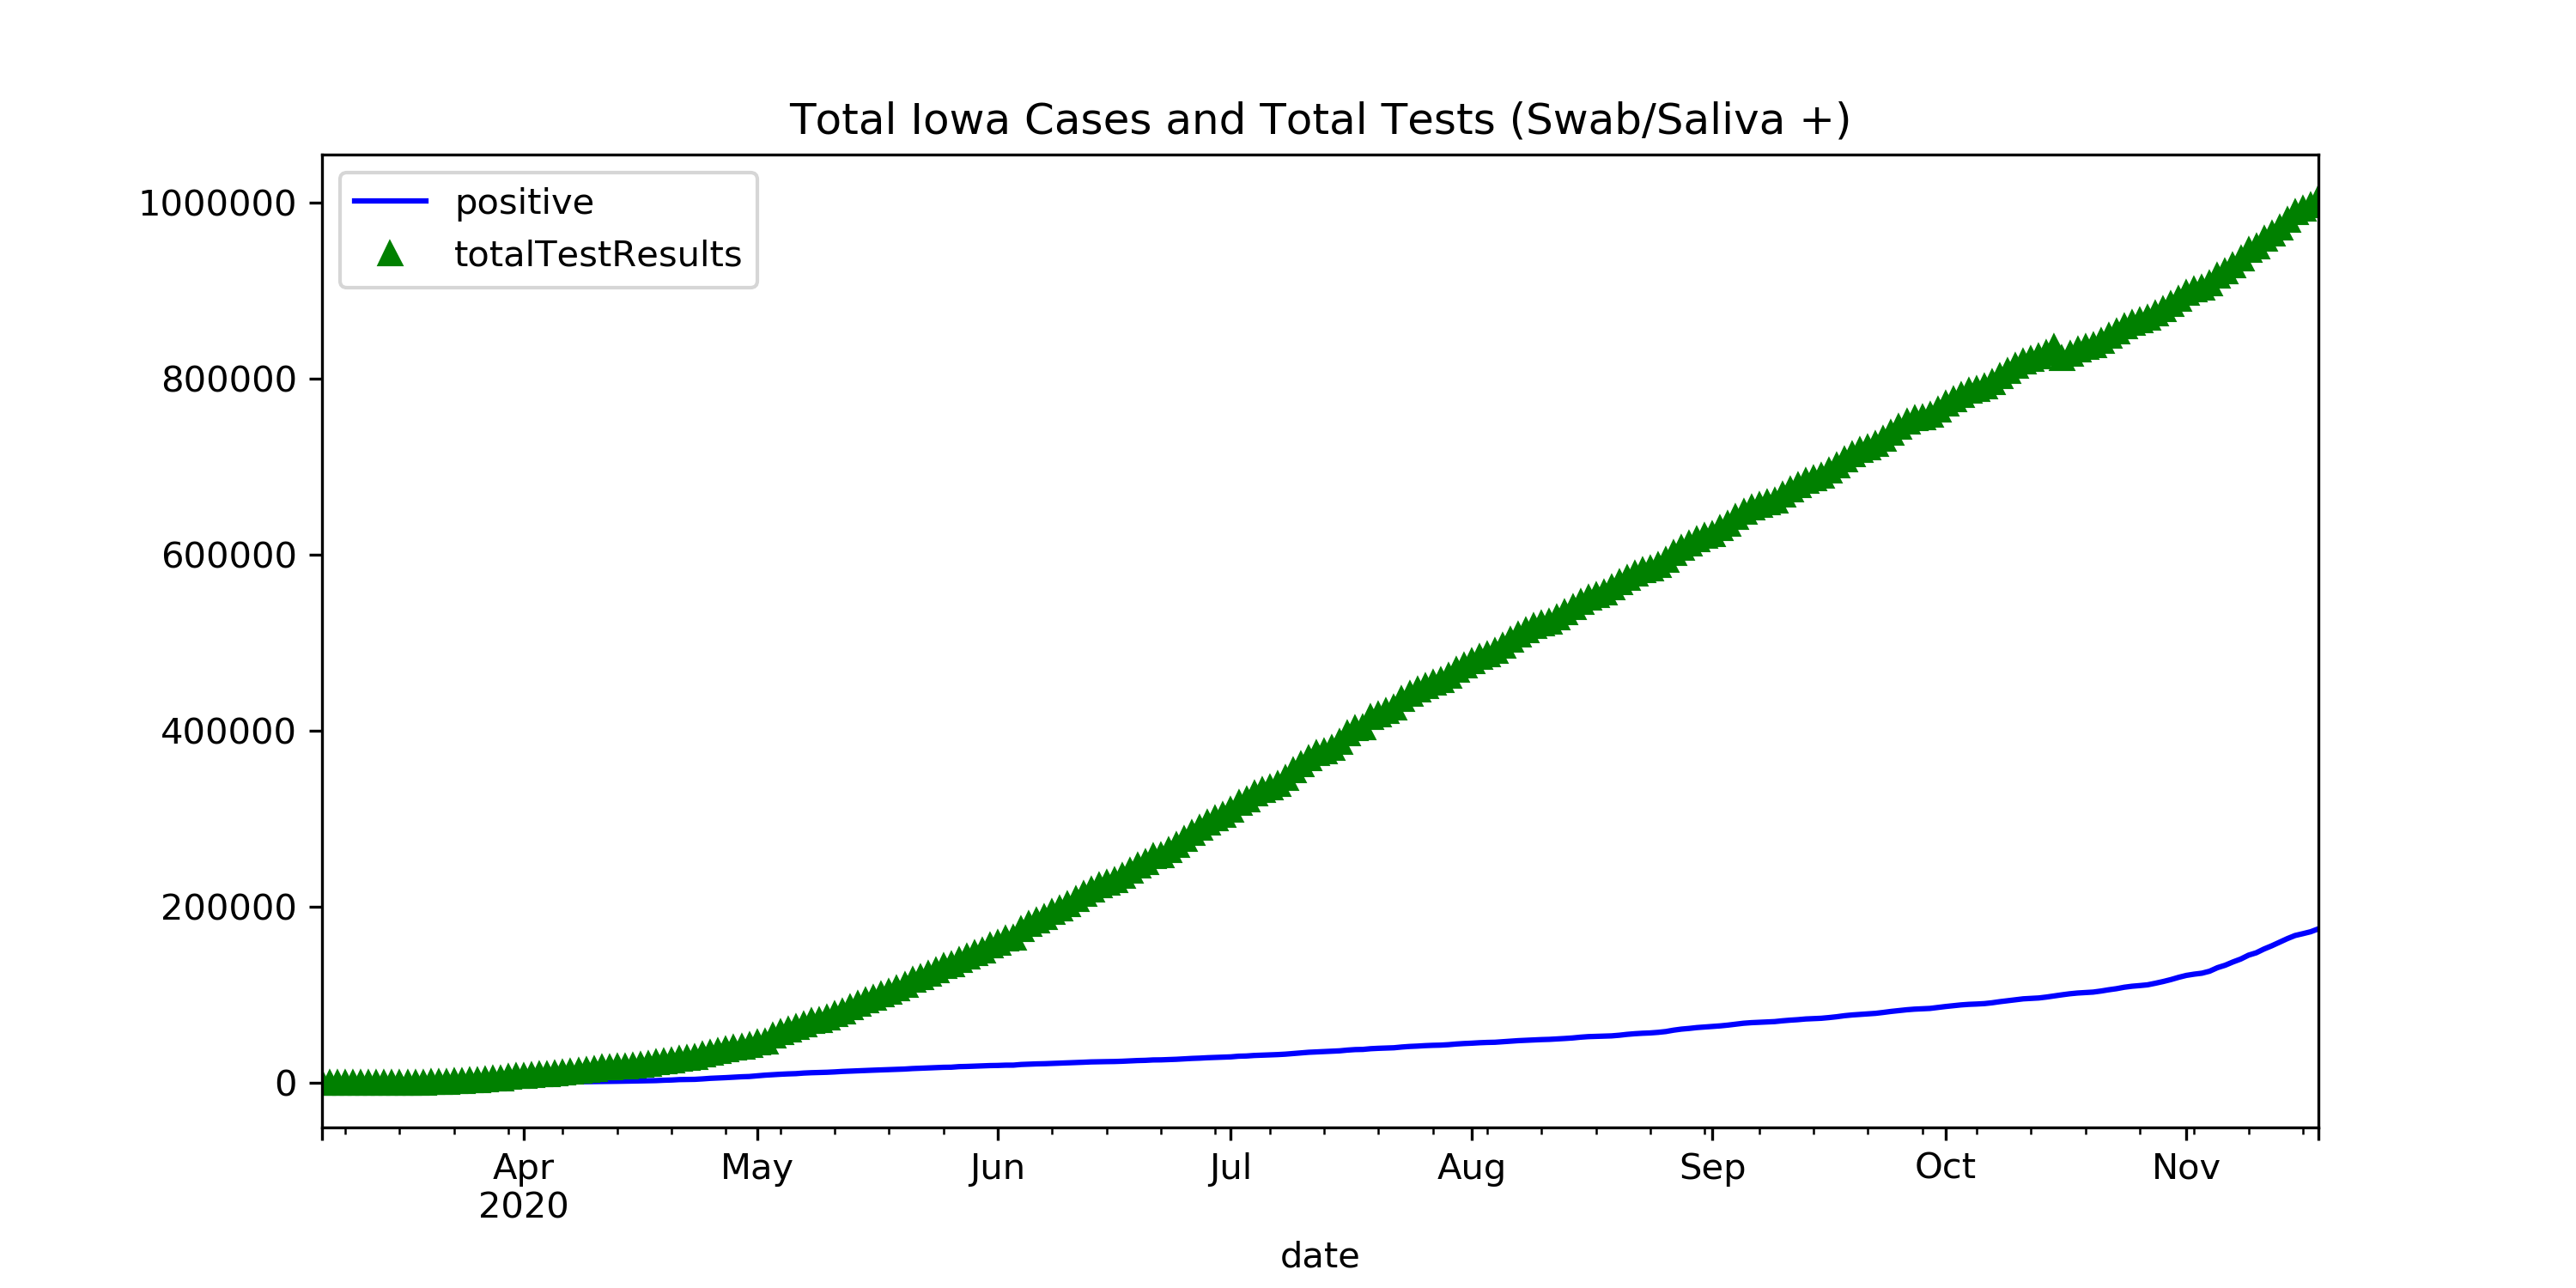 Total Iowa Cases and Total Tests (Swab/Saliva +)
positive
totalTestResults
1000000
800000
600000
400000
200000
0
Apr May Jun Jul Aug Sep Oct Nov
2020
date